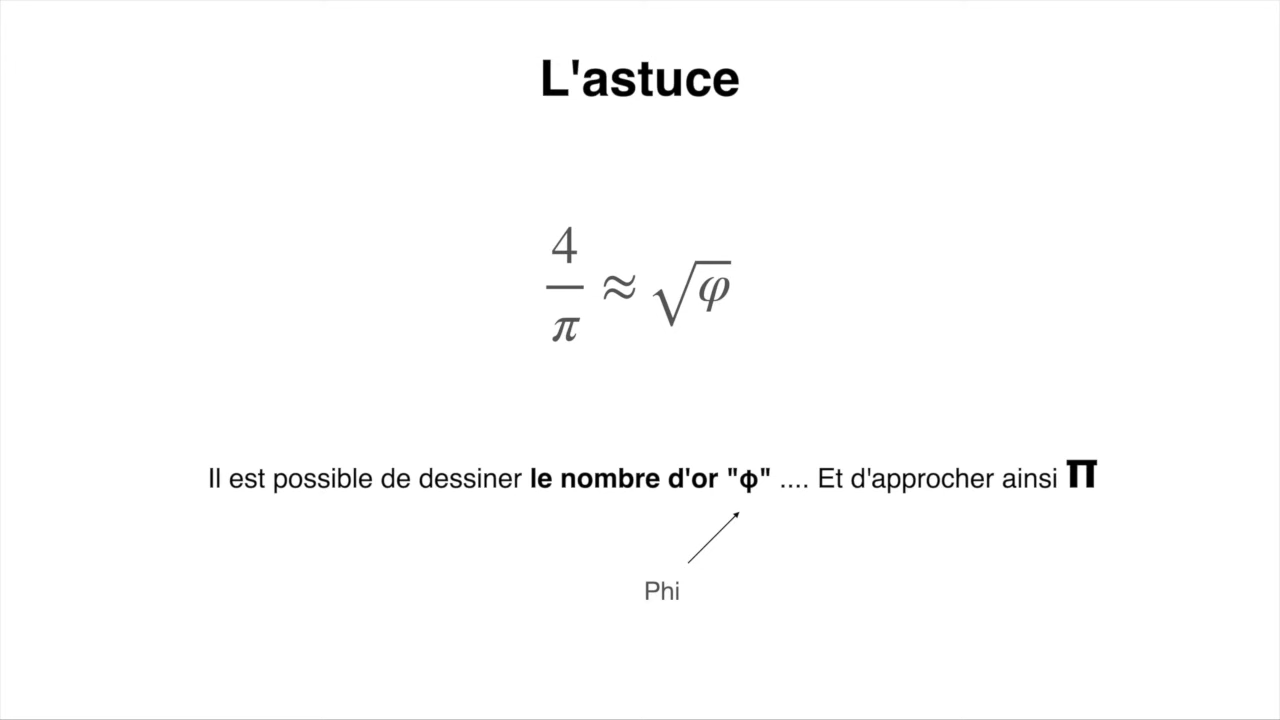 L'astuce
4
π ≈ √φ
Il est possible de dessiner le nombre d'or "ϕ" .... Et d'approcher ainsi π
Phi